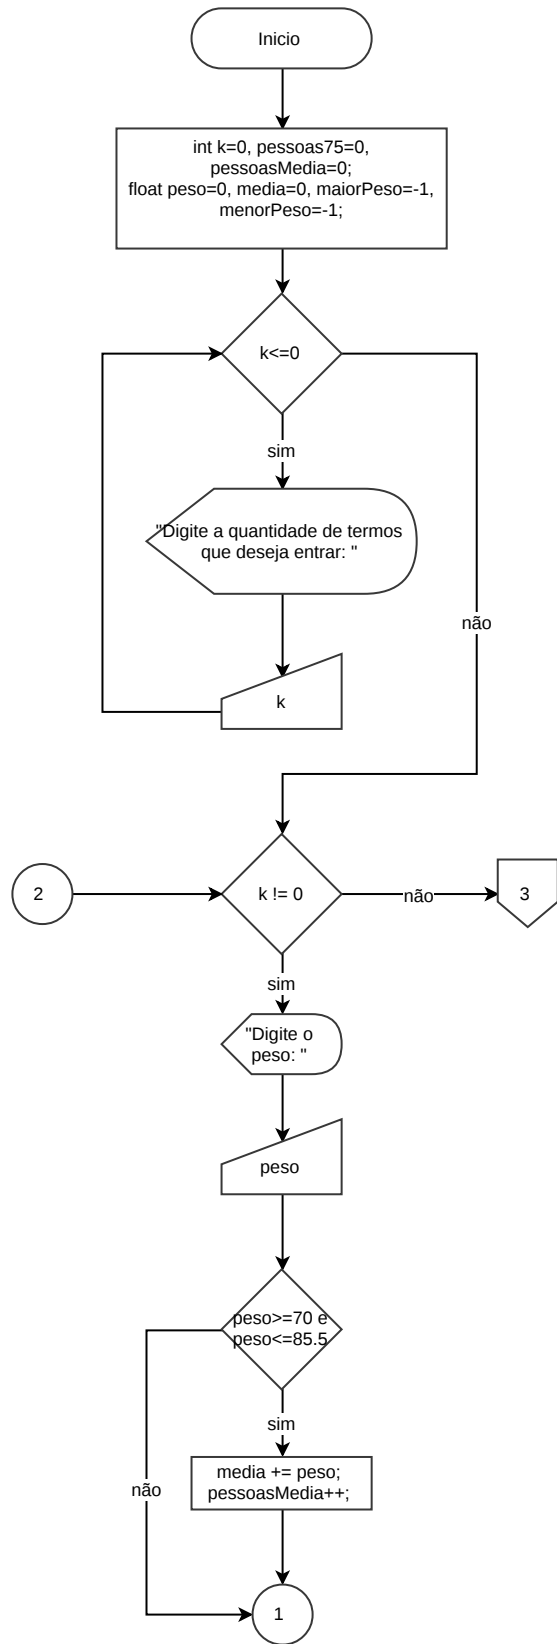 Inicio
int k=0, pessoas75=0,
pessoasMedia=0;
float peso=0, media=0, maiorPeso=-1,
menorPeso=-1;
k<=0
sim
"Digite a quantidade de termos
que deseja entrar: "
não
k
2
k != 0
não
3
sim
"Digite o
peso: "
peso
peso>=70 e
peso<=85.5
sim
media += peso;
pessoasMedia++;
não
1